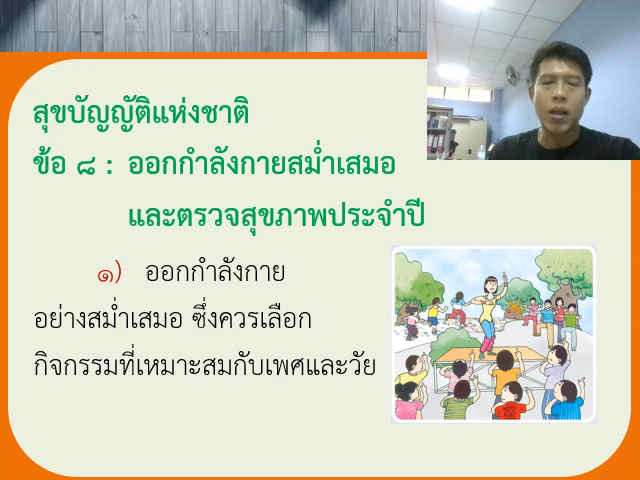 สุขบัญญัติแห่งชาติ
ข้อ ๘ : ออกกำลังกายสม่ำเสมอ
และตรวจสุขภาพประจำปี
๑) ออกกำลังกาย
อย่างสม่ำเสมอ ซึ่งควรเลือก
กิจกรรมที่เหมาะสมกับเพศและวัย